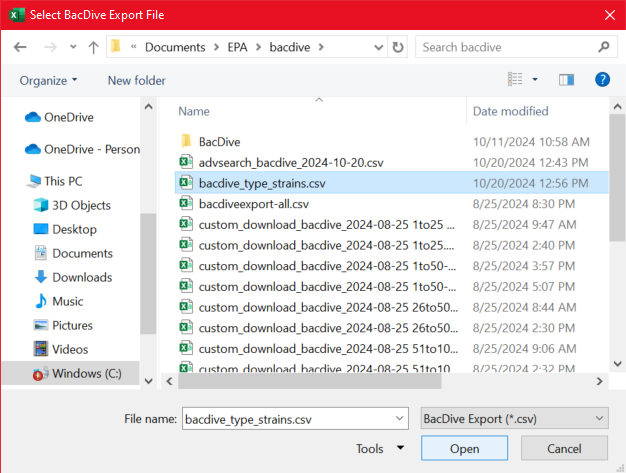 Select BacDive Export File
« Documents > EPA > bacdive >
Search bacdive
Organize
New folder
?
Name
Date modified
OneDrive
OneDrive - Person
This PC
3D Objects
Desktop
Documents
Downloads
Music
Pictures
Videos
Windows (C:)
BacDive 10/11/2024 10:58 AM
advsearch_bacdive_2024-10-20.csv 10/20/2024 12:43 PM
bacdive_type_strains.csv 10/20/2024 12:56 PM
bacdiveexport-all.csv 8/25/2024 8:30 PM
custom_download_bacdive_2024-08-25 1to25 ... 8/25/2024 9:47 AM
custom_download_bacdive_2024-08-25 1to25.... 8/25/2024 2:40 PM
custom_download_bacdive_2024-08-25 1to50-... 8/25/2024 3:57 PM
custom_download_bacdive_2024-08-25 1to50-... 8/25/2024 5:07 PM
custom_download_bacdive_2024-08-25 26to50... 8/25/2024 8:44 AM
custom_download_bacdive_2024-08-25 26to50... 8/25/2024 2:30 PM
custom_download_bacdive_2024-08-25 51to10... 8/25/2024 9:06 AM
custom_download_bacdive_2024-08-25 51to10... 8/25/2024 2:32 PM
File name: bacdive_type_strains.csv
BacDive Export (*.csv)
Tools
Open
Cancel